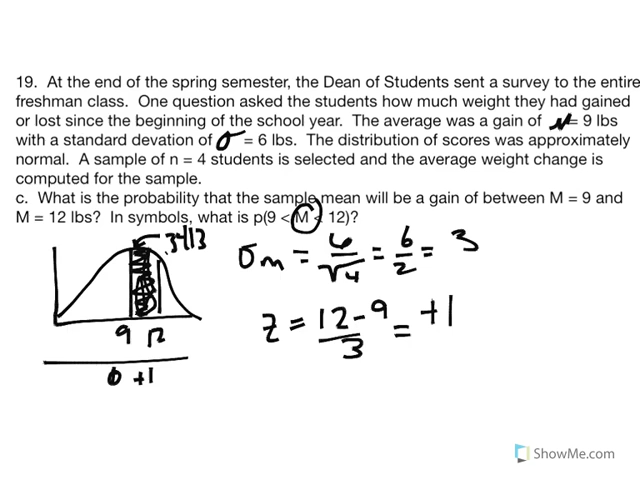 19. At the end of the spring semester, the Dean of Students sent a survey to the entire
freshman class. One question asked the students how much weight they had gained
or lost since the beginning of the school year. The average was a gain of μ = 9 lbs
with a standard devation of σ = 6 lbs. The distribution of scores was approximately
normal. A sample of n = 4 students is selected and the average weight change is
computed for the sample.
c. What is the probability that the sample mean will be a gain of between M = 9 and
M = 12 lbs? In symbols, what is p(9 < M < 12)?
.3413
σm = 6/√4 = 6/2 = 3
z = 12-9/3 = +1
9 12
0 +1
ShowMe.com